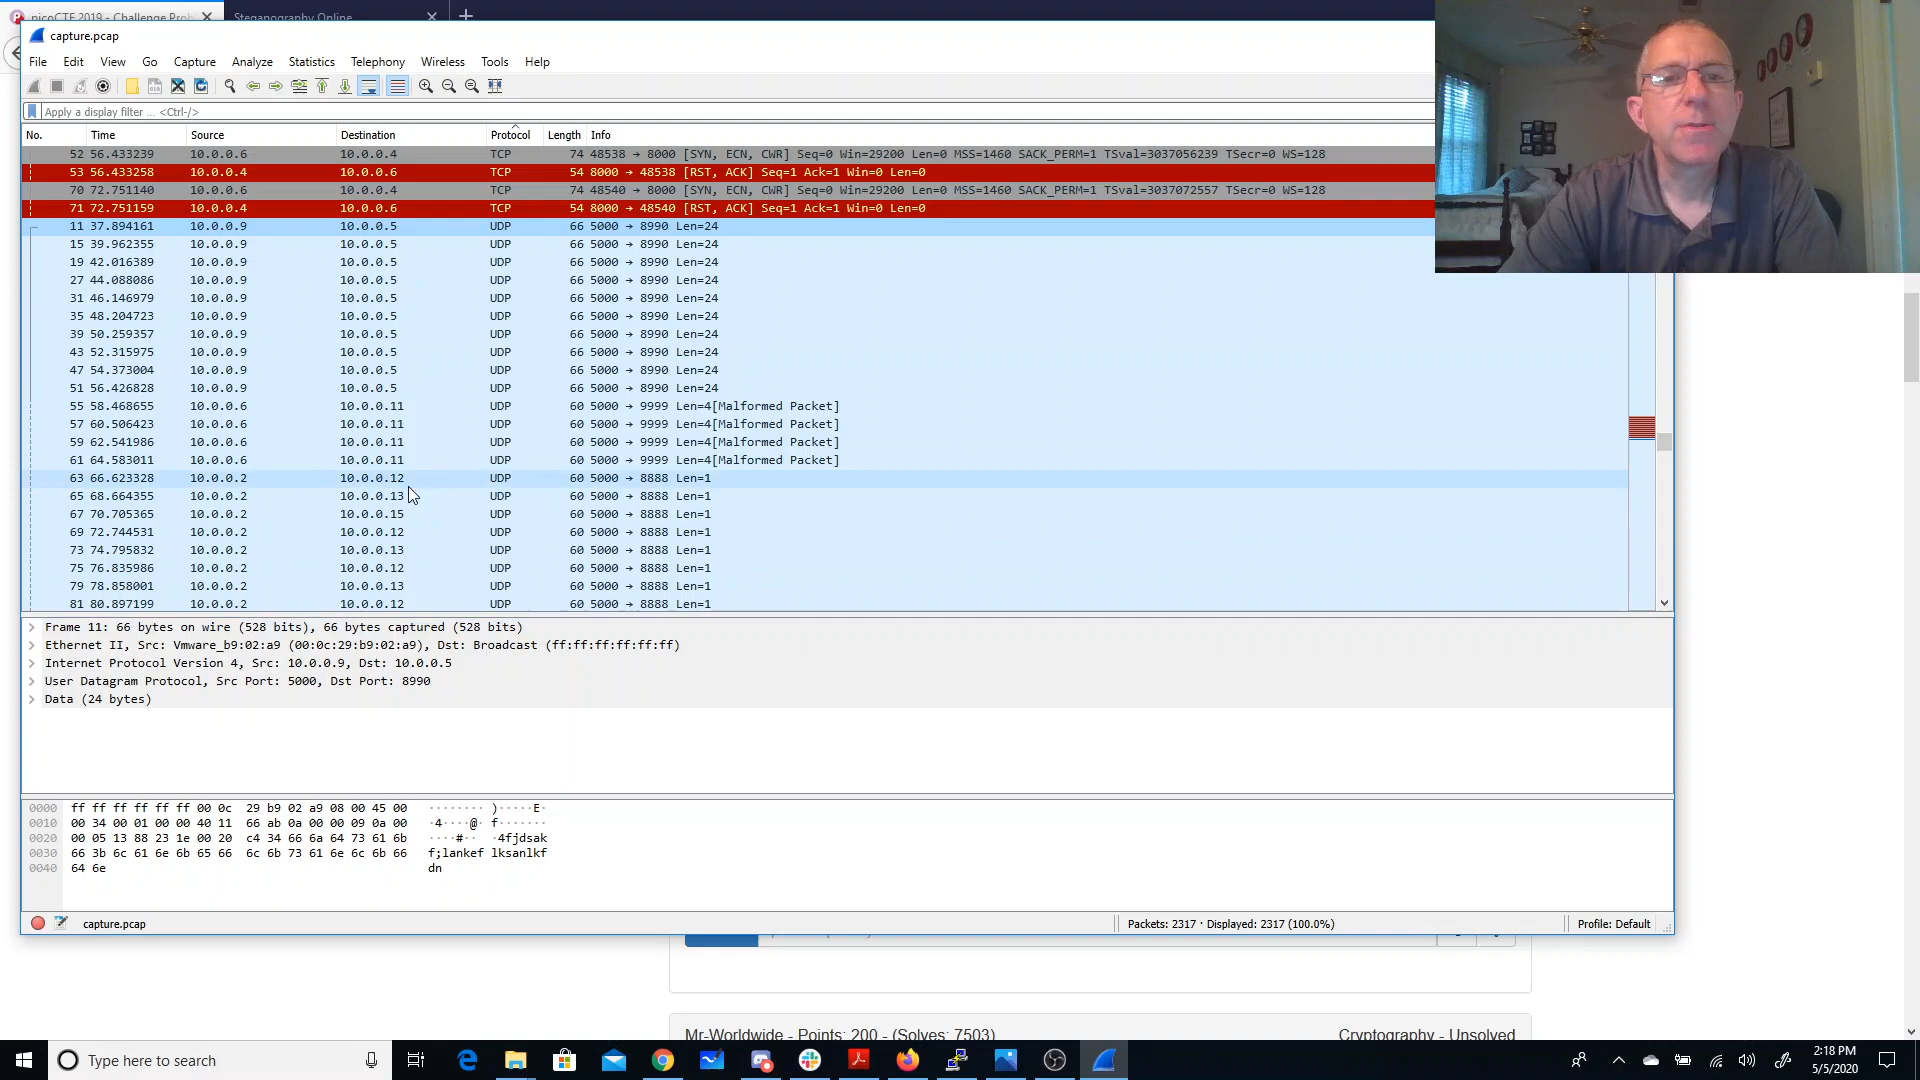 picoCTF 2019 - Challenge Prob
Steganography Online
capture.pcap
File Edit View Go Capture Analyze Statistics Telephony Wireless Tools Help
Apply a display filter ... <Ctrl-/>
No. Time Source Destination Protocol Length Info
52 56.433239 10.0.0.6 10.0.0.4 TCP 74 48538 → 8000 [SYN, ECN, CWR] Seq=0 Win=29200 Len=0 MSS=1460 SACK_PERM=1 TSval=3037056239 TSecr=0 WS=128
53 56.433258 10.0.0.4 10.0.0.6 TCP 54 8000 → 48538 [RST, ACK] Seq=1 Ack=1 Win=0 Len=0
70 72.751140 10.0.0.6 10.0.0.4 TCP 74 48540 → 8000 [SYN, ECN, CWR] Seq=0 Win=29200 Len=0 MSS=1460 SACK_PERM=1 TSval=3037072557 TSecr=0 WS=128
71 72.751159 10.0.0.4 10.0.0.6 TCP 54 8000 → 48540 [RST, ACK] Seq=1 Ack=1 Win=0 Len=0
11 37.894161 10.0.0.9 10.0.0.5 UDP 66 5000 → 8990 Len=24
15 39.962355 10.0.0.9 10.0.0.5 UDP 66 5000 → 8990 Len=24
19 42.016389 10.0.0.9 10.0.0.5 UDP 66 5000 → 8990 Len=24
27 44.088086 10.0.0.9 10.0.0.5 UDP 66 5000 → 8990 Len=24
31 46.146979 10.0.0.9 10.0.0.5 UDP 66 5000 → 8990 Len=24
35 48.204723 10.0.0.9 10.0.0.5 UDP 66 5000 → 8990 Len=24
39 50.259357 10.0.0.9 10.0.0.5 UDP 66 5000 → 8990 Len=24
43 52.315975 10.0.0.9 10.0.0.5 UDP 66 5000 → 8990 Len=24
47 54.373004 10.0.0.9 10.0.0.5 UDP 66 5000 → 8990 Len=24
51 56.426828 10.0.0.9 10.0.0.5 UDP 66 5000 → 8990 Len=24
55 58.468655 10.0.0.6 10.0.0.11 UDP 60 5000 → 9999 Len=4[Malformed Packet]
57 60.506423 10.0.0.6 10.0.0.11 UDP 60 5000 → 9999 Len=4[Malformed Packet]
59 62.541986 10.0.0.6 10.0.0.11 UDP 60 5000 → 9999 Len=4[Malformed Packet]
61 64.583011 10.0.0.6 10.0.0.11 UDP 60 5000 → 9999 Len=4[Malformed Packet]
63 66.623328 10.0.0.2 10.0.0.12 UDP 60 5000 → 8888 Len=1
65 68.664355 10.0.0.2 10.0.0.13 UDP 60 5000 → 8888 Len=1
67 70.705365 10.0.0.2 10.0.0.15 UDP 60 5000 → 8888 Len=1
69 72.744531 10.0.0.2 10.0.0.12 UDP 60 5000 → 8888 Len=1
73 74.795832 10.0.0.2 10.0.0.13 UDP 60 5000 → 8888 Len=1
75 76.835986 10.0.0.2 10.0.0.12 UDP 60 5000 → 8888 Len=1
79 78.858001 10.0.0.2 10.0.0.13 UDP 60 5000 → 8888 Len=1
81 80.897199 10.0.0.2 10.0.0.12 UDP 60 5000 → 8888 Len=1
Frame 11: 66 bytes on wire (528 bits), 66 bytes captured (528 bits)
Ethernet II, Src: Vmware_b9:02:a9 (00:0c:29:b9:02:a9), Dst: Broadcast (ff:ff:ff:ff:ff:ff)
Internet Protocol Version 4, Src: 10.0.0.9, Dst: 10.0.0.5
User Datagram Protocol, Src Port: 5000, Dst Port: 8990
Data (24 bytes)
0000 ff ff ff ff ff ff 00 0c 29 b9 02 a9 08 00 45 00 ········ )·····E·
0010 00 34 00 01 00 00 40 11 66 ab 0a 00 00 09 0a 00 ·4····@· f·······
0020 00 05 13 88 23 1e 00 20 c4 34 66 6a 64 73 61 6b ····#·· ·4fjdsak
0030 66 3b 6c 61 6e 6b 65 66 6c 6b 73 61 6e 6c 6b 66 f;lankef lksanlkf
0040 64 6e dn
capture.pcap Packets: 2317 · Displayed: 2317 (100.0%) Profile: Default
Mr-Worldwide - Points: 200 - (Solves: 7503) Cryptography - Unsolved
Type here to search
2:18 PM
5/5/2020